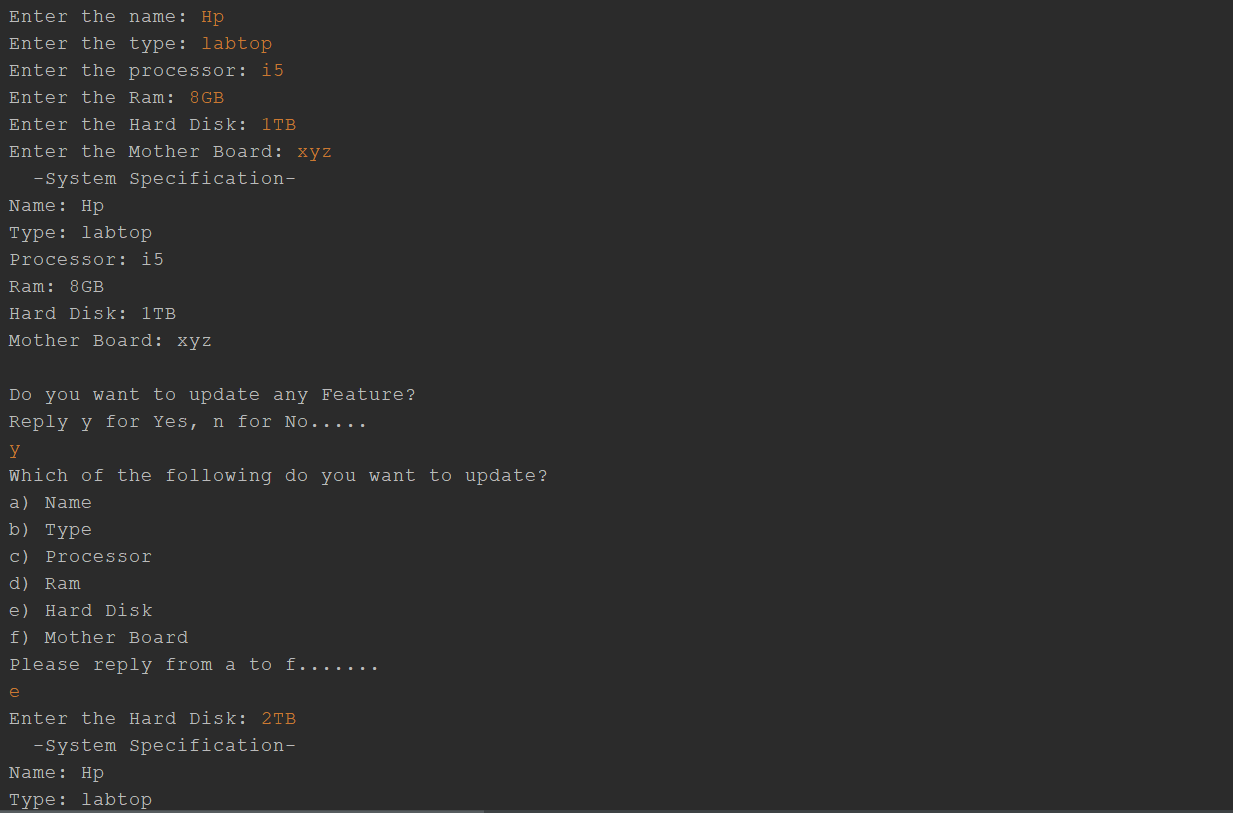 Enter the name: Hp
Enter the type: labtop
Enter the processor: i5
Enter the Ram: 8GB
Enter the Hard Disk: 1TB
Enter the Mother Board: xyz
  -System Specification-
Name: Hp
Type: labtop
Processor: i5
Ram: 8GB
Hard Disk: 1TB
Mother Board: xyz

Do you want to update any Feature?
Reply y for Yes, n for No.....
y
Which of the following do you want to update?
a) Name
b) Type
c) Processor
d) Ram
e) Hard Disk
f) Mother Board
Please reply from a to f.......
e
Enter the Hard Disk: 2TB
  -System Specification-
Name: Hp
Type: labtop